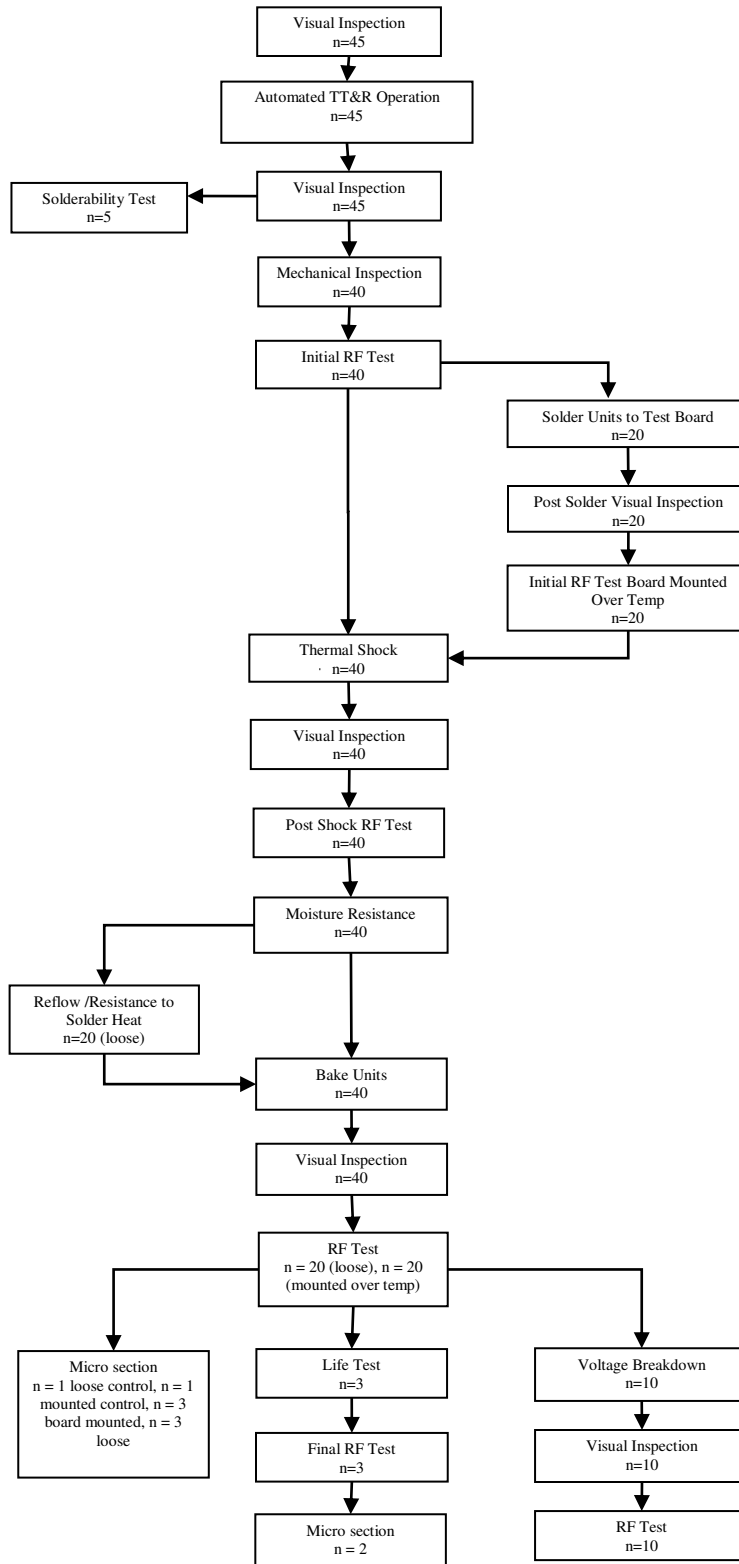 Visual Inspection
n=45
Automated TT&R Operation
n=45
Visual Inspection
n=45
Solderability Test
n=5
Mechanical Inspection
n=40
Initial RF Test
n=40
Solder Units to Test Board
n=20
Post Solder Visual Inspection
n=20
Initial RF Test Board Mounted
Over Temp
n=20
Thermal Shock
n=40
Visual Inspection
n=40
Post Shock RF Test
n=40
Moisture Resistance
n=40
Reflow /Resistance to
Solder Heat
n=20 (loose)
Bake Units
n=40
Visual Inspection
n=40
RF Test
n = 20 (loose), n = 20
(mounted over temp)
Micro section
n = 1 loose control, n = 1
mounted control, n = 3
board mounted, n = 3
loose
Life Test
n=3
Final RF Test
n=3
Micro section
n = 2
Voltage Breakdown
n=10
Visual Inspection
n=10
RF Test
n=10